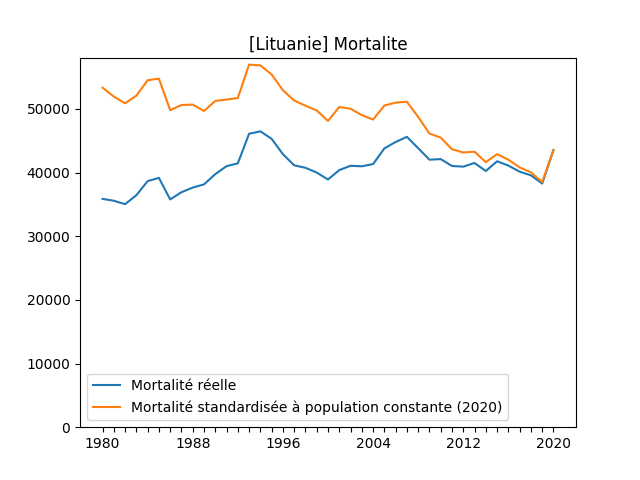 [Lituanie] Mortalite
50000
40000
30000
20000
10000
0
Mortalité réelle
Mortalité standardisée à population constante (2020)
1980 1988 1996 2004 2012 2020